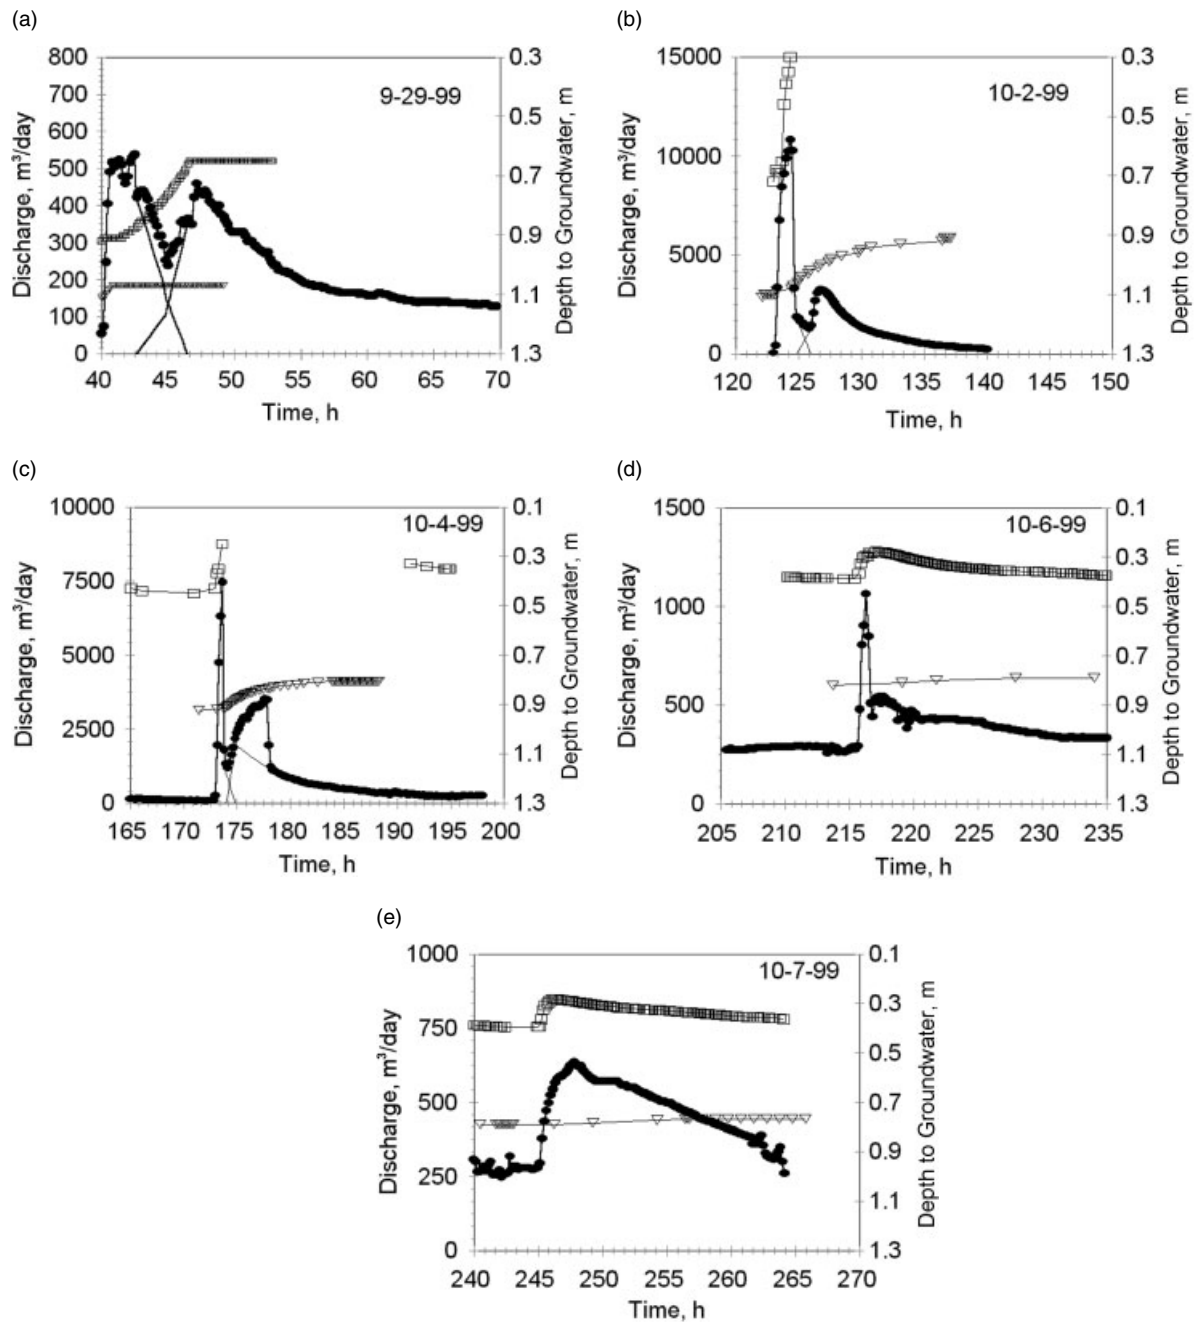 (a)
9-29-99
Discharge, m³/day
800
700
600
500
400
300
200
100
0
0.3
0.5
0.7
0.9
1.1
1.3
Depth to Groundwater, m
40 45 50 55 60 65 70
Time, h
(b)
10-2-99
Discharge, m³/day
15000
10000
5000
0
0.3
0.5
0.7
0.9
1.1
1.3
Depth to Groundwater, m
120 125 130 135 140 145 150
Time, h
(c)
10-4-99
Discharge, m³/day
10000
7500
5000
2500
0
0.1
0.3
0.5
0.7
0.9
1.1
1.3
Depth to Groundwater, m
165 170 175 180 185 190 195 200
Time, h
(d)
10-6-99
Discharge, m³/day
1500
1000
500
0
0.1
0.3
0.5
0.7
0.9
1.1
1.3
Depth to Groundwater, m
205 210 215 220 225 230 235
Time, h
(e)
10-7-99
Discharge, m³/day
1000
750
500
250
0
0.1
0.3
0.5
0.7
0.9
1.1
1.3
Depth to Groundwater, m
240 245 250 255 260 265 270
Time, h